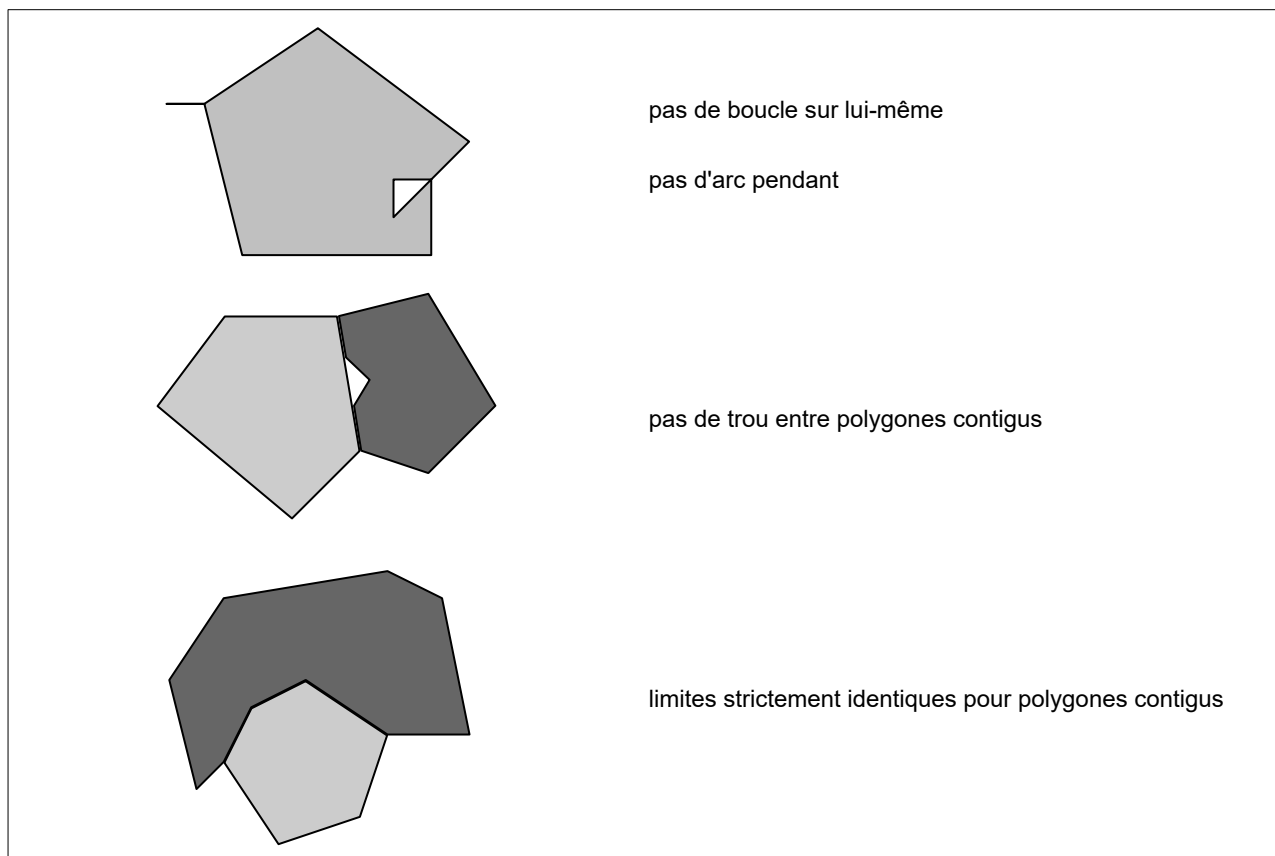 pas de boucle sur lui-même
pas d'arc pendant
pas de trou entre polygones contigus
limites strictement identiques pour polygones contigus